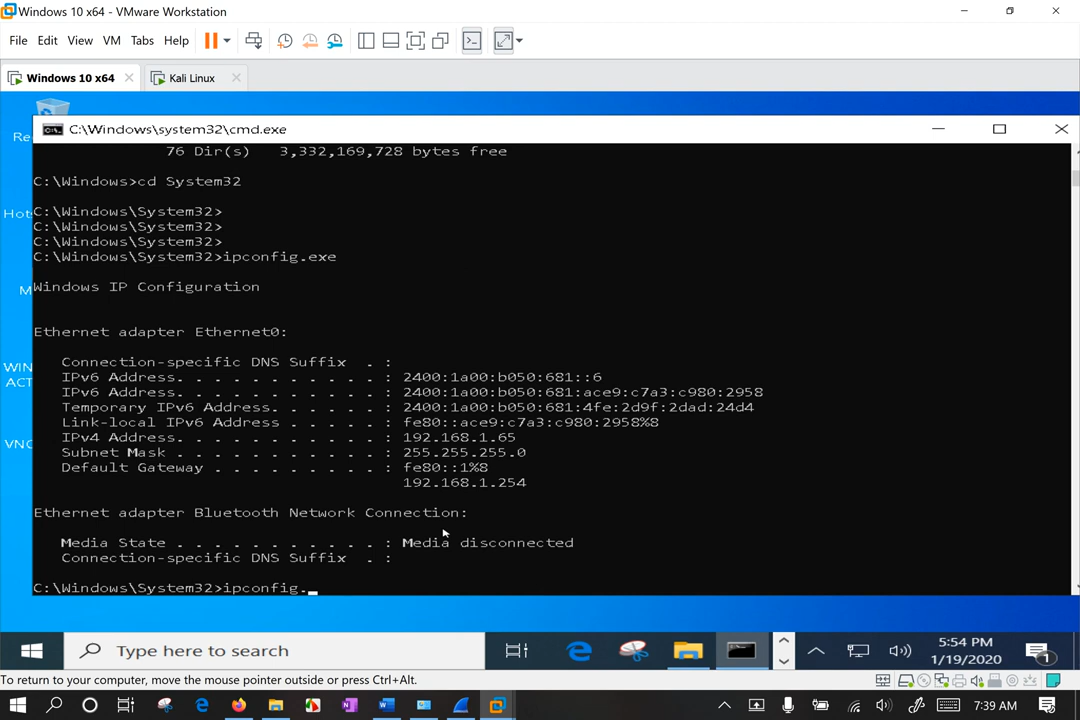 Windows 10 x64 - VMware Workstation
File Edit View VM Tabs Help
Windows 10 x64 Kali Linux
C:\Windows\system32\cmd.exe
76 Dir(s) 3,332,169,728 bytes free
C:\Windows>cd System32
C:\Windows\System32>
C:\Windows\System32>
C:\Windows\System32>
C:\Windows\System32>ipconfig.exe
Windows IP Configuration
Ethernet adapter Ethernet0:
Connection-specific DNS Suffix . :
IPv6 Address. . . . . . . . . . . : 2400:1a00:b050:681::6
IPv6 Address. . . . . . . . . . . : 2400:1a00:b050:681:ace9:c7a3:c980:2958
Temporary IPv6 Address. . . . . . : 2400:1a00:b050:681:4fe:2d9f:2dad:24d4
Link-local IPv6 Address . . . . . : fe80::ace9:c7a3:c980:2958%8
IPv4 Address. . . . . . . . . . . : 192.168.1.65
Subnet Mask . . . . . . . . . . . : 255.255.255.0
Default Gateway . . . . . . . . . : fe80::1%8
192.168.1.254
Ethernet adapter Bluetooth Network Connection:
Media State . . . . . . . . . . . : Media disconnected
Connection-specific DNS Suffix . :
C:\Windows\System32>ipconfig._
Re
Hot
M
WIN
ACT
VNC
Type here to search
5:54 PM
1/19/2020
1
To return to your computer, move the mouse pointer outside or press Ctrl+Alt.
7:39 AM